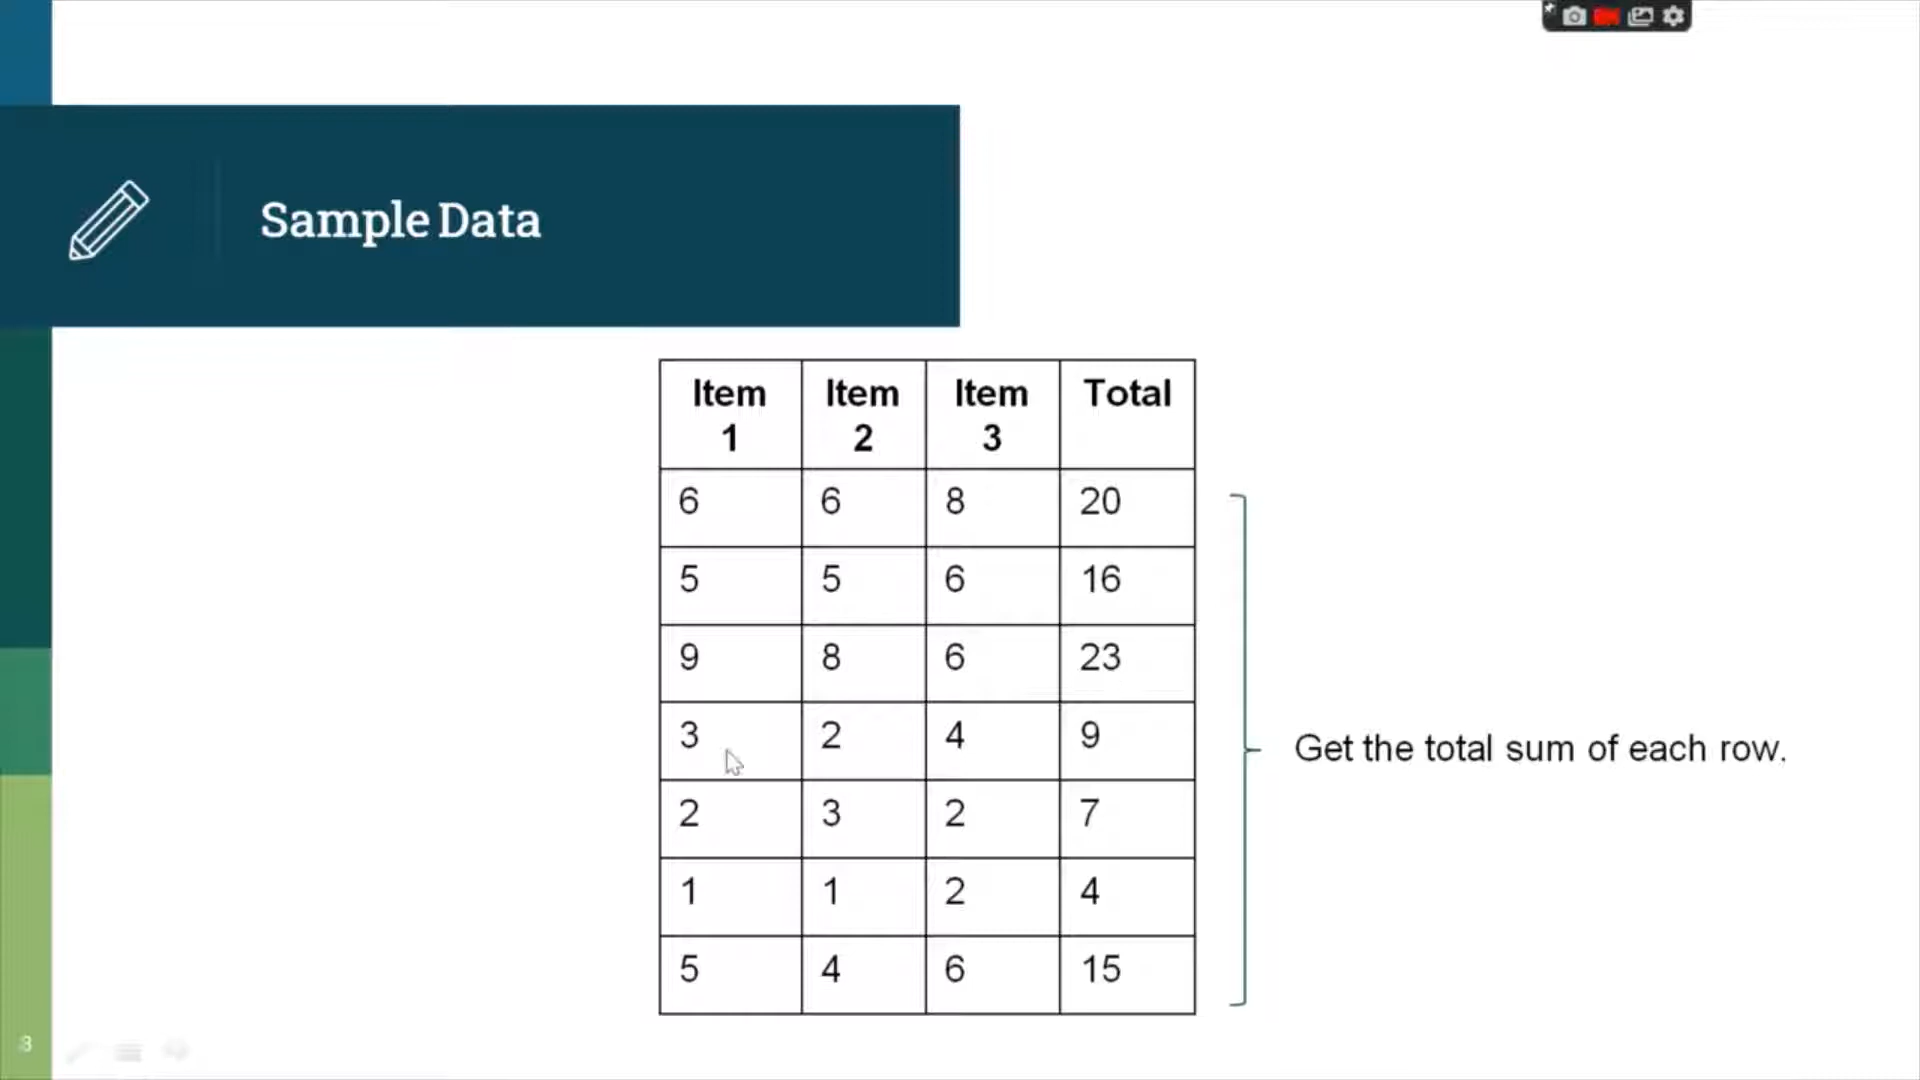 Sample Data
Item 1 Item 2 Item 3 Total
6 6 8 20
5 5 6 16
9 8 6 23
3 2 4 9
2 3 2 7
1 1 2 4
5 4 6 15
Get the total sum of each row.
3